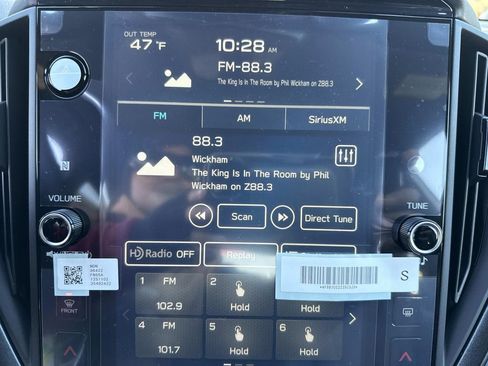 OUT TEMP
47 °F
10:28 AM
FM-88.3
The King Is In The Room by Phil Wickham on Z88.3
FM AM SiriusXM
88.3
Wickham
The King Is In The Room by Phil
Wickham on Z88.3
VOLUME
TUNE
Scan Direct Tune
HD Radio OFF Replay
1 FM 2
102.9 Hold
4 FM 5 6
101.7 Hold Hold
S
FRONT